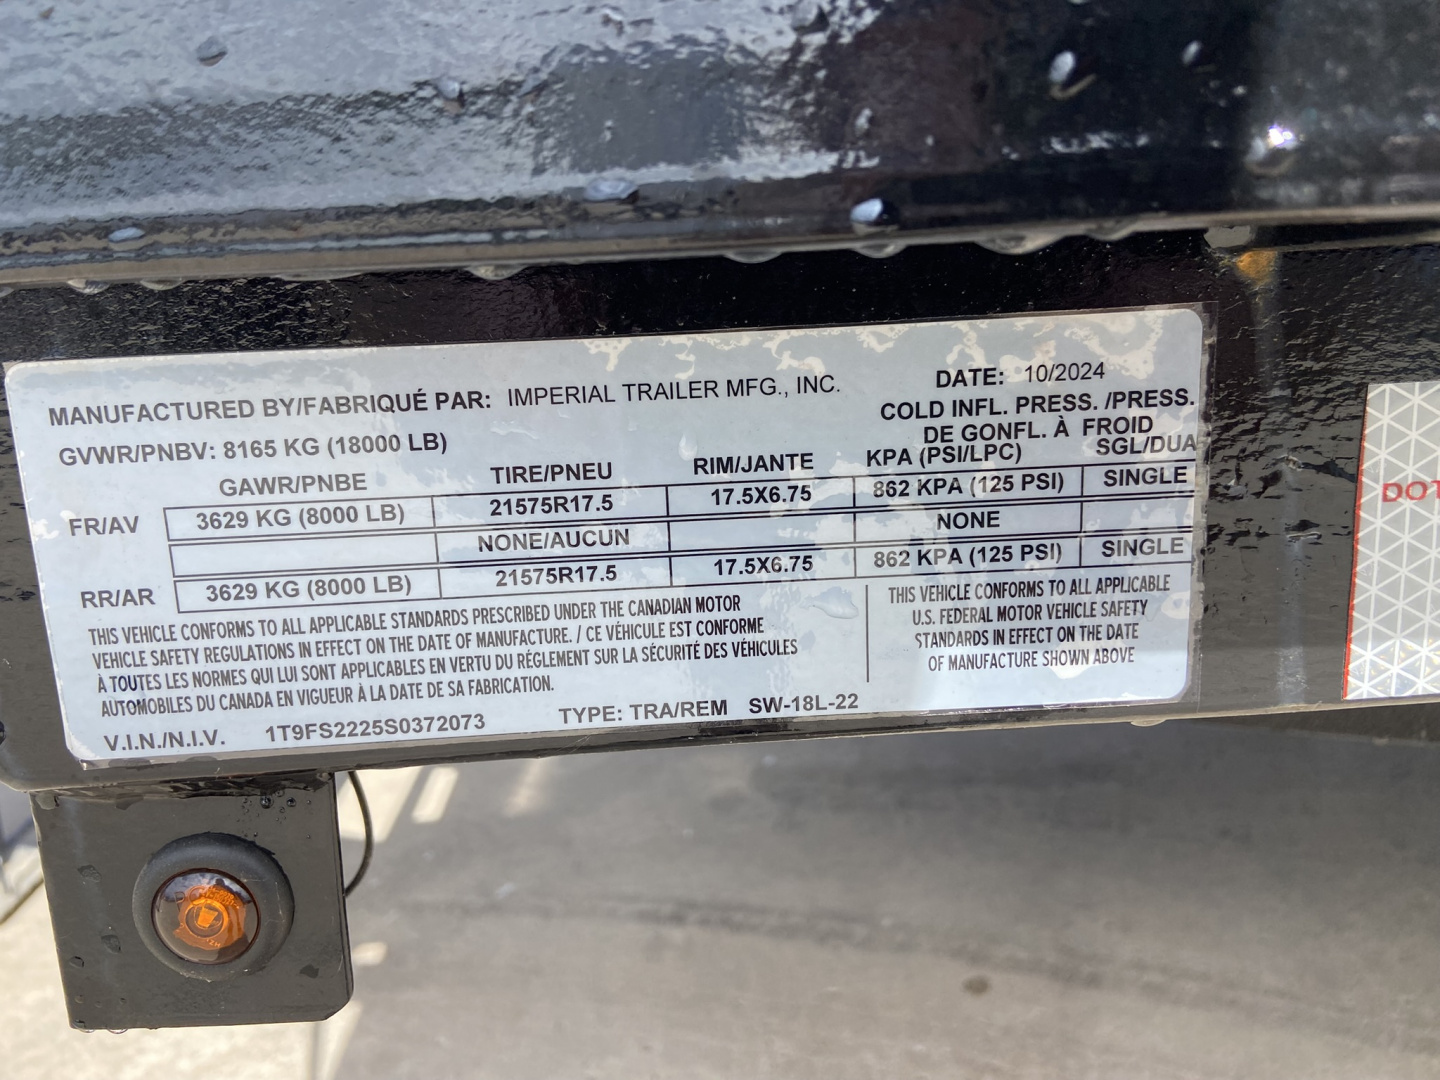 MANUFACTURED BY/FABRIQUÉ PAR: IMPERIAL TRAILER MFG., INC. DATE: 10/2024
GVWR/PNBV: 8165 KG (18000 LB) COLD INFL. PRESS. /PRESS.
DE GONFL. À FROID
GAWR/PNBE TIRE/PNEU RIM/JANTE KPA (PSI/LPC) SGL/DUA
FR/AV 3629 KG (8000 LB) 21575R17.5 17.5X6.75 862 KPA (125 PSI) SINGLE
NONE/AUCUN NONE
RR/AR 3629 KG (8000 LB) 21575R17.5 17.5X6.75 862 KPA (125 PSI) SINGLE
THIS VEHICLE CONFORMS TO ALL APPLICABLE STANDARDS PRESCRIBED UNDER THE CANADIAN MOTOR
VEHICLE SAFETY REGULATIONS IN EFFECT ON THE DATE OF MANUFACTURE. / CE VÉHICULE EST CONFORME
À TOUTES LES NORMES QUI LUI SONT APPLICABLES EN VERTU DU RÉGLEMENT SUR LA SÉCURITÉ DES VÉHICULES
AUTOMOBILES DU CANADA EN VIGUEUR À LA DATE DE SA FABRICATION.
THIS VEHICLE CONFORMS TO ALL APPLICABLE
U.S. FEDERAL MOTOR VEHICLE SAFETY
STANDARDS IN EFFECT ON THE DATE
OF MANUFACTURE SHOWN ABOVE
V.I.N./N.I.V. 1T9FS2225S0372073 TYPE: TRA/REM SW-18L-22
DOT